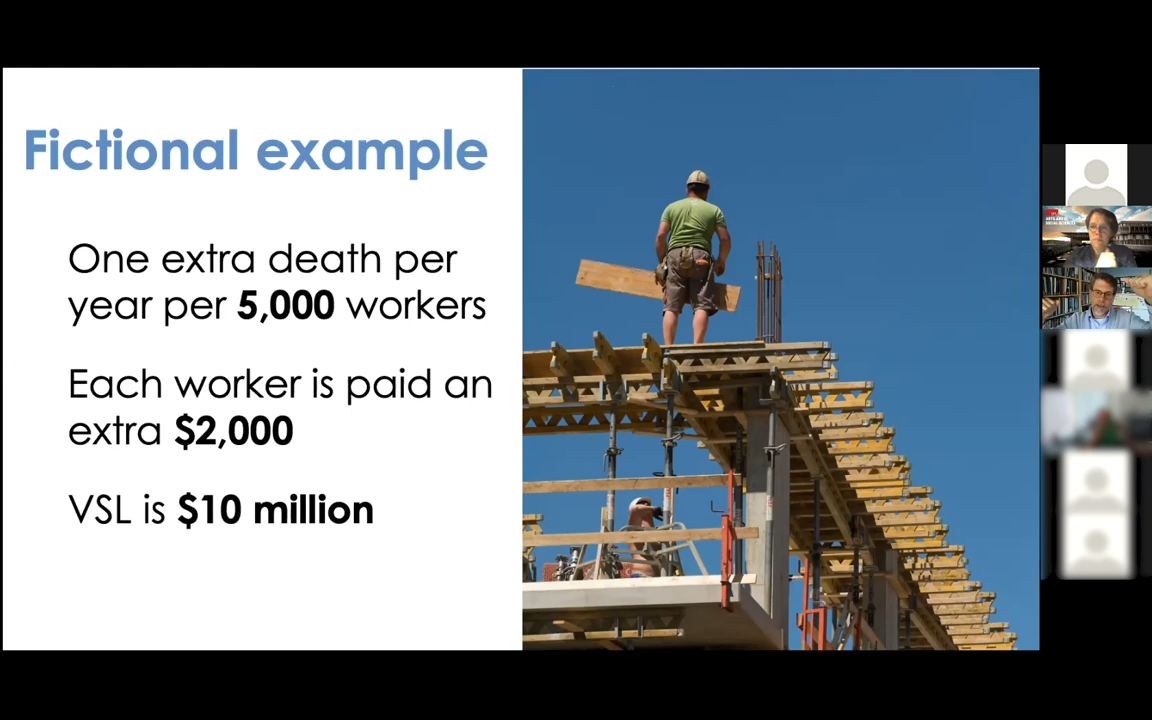 Fictional example
One extra death per
year per 5,000 workers
Each worker is paid an
extra $2,000
VSL is $10 million